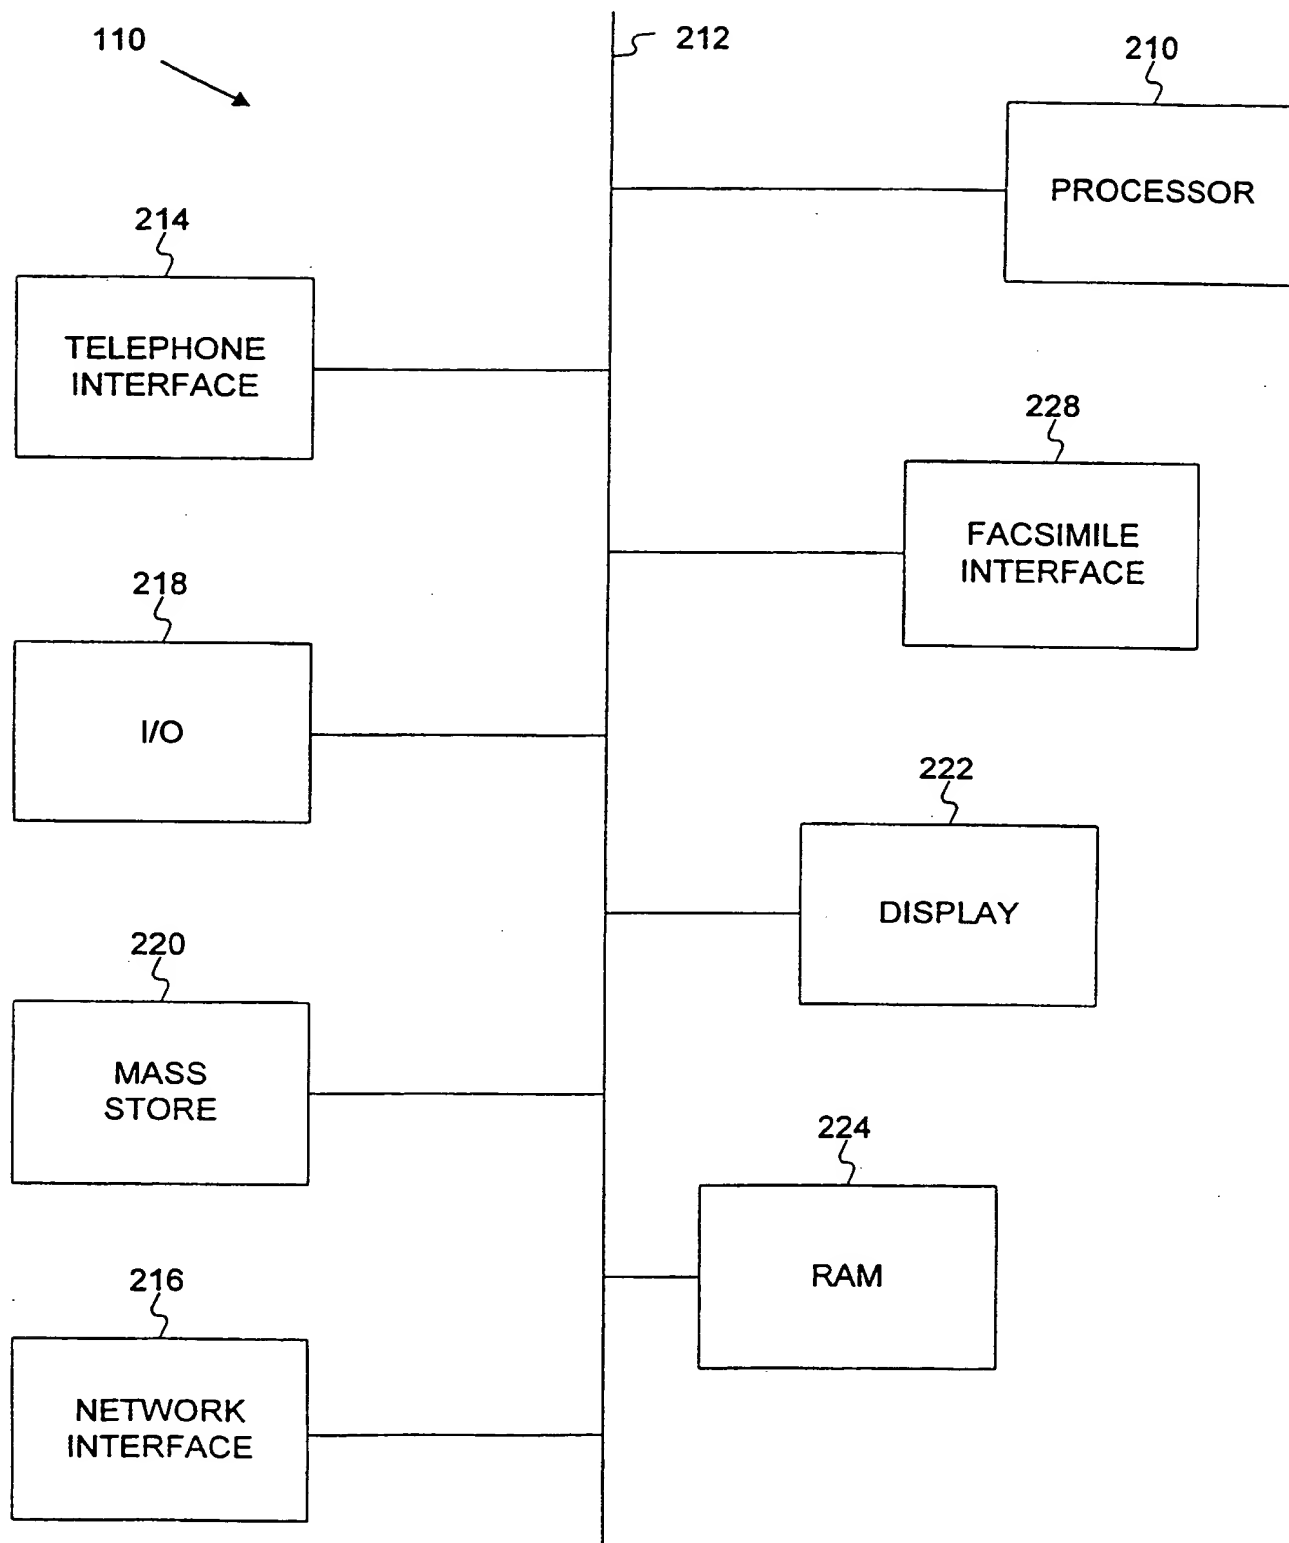 110
212
210
PROCESSOR
214
TELEPHONE
INTERFACE
228
FACSIMILE
INTERFACE
218
I/O
222
DISPLAY
220
MASS
STORE
224
RAM
216
NETWORK
INTERFACE